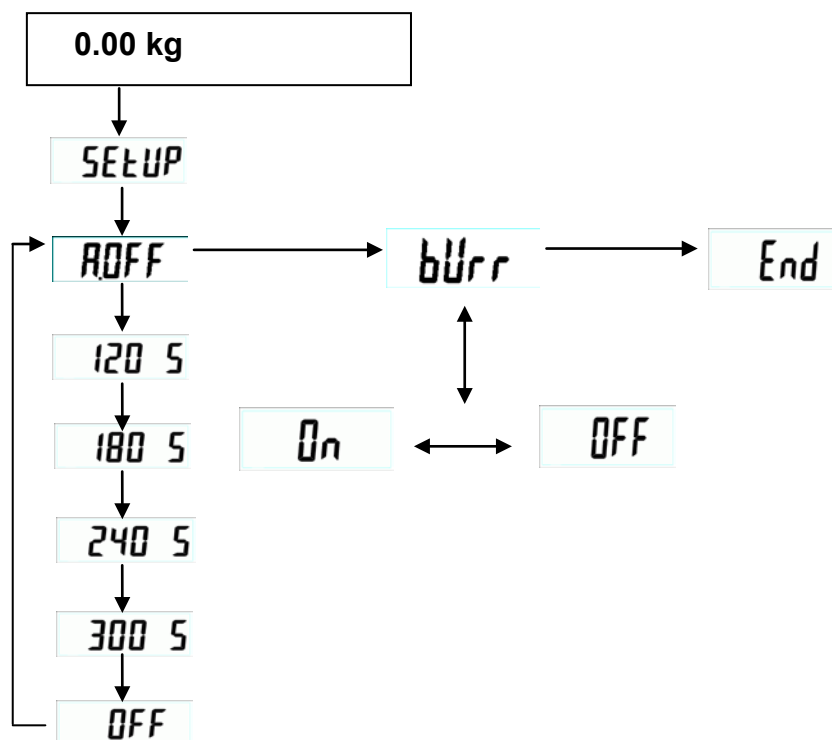 0.00 kg
SEtUP
A.OFF
bUrr
End
120 S
180 S
On
OFF
240 S
300 S
OFF